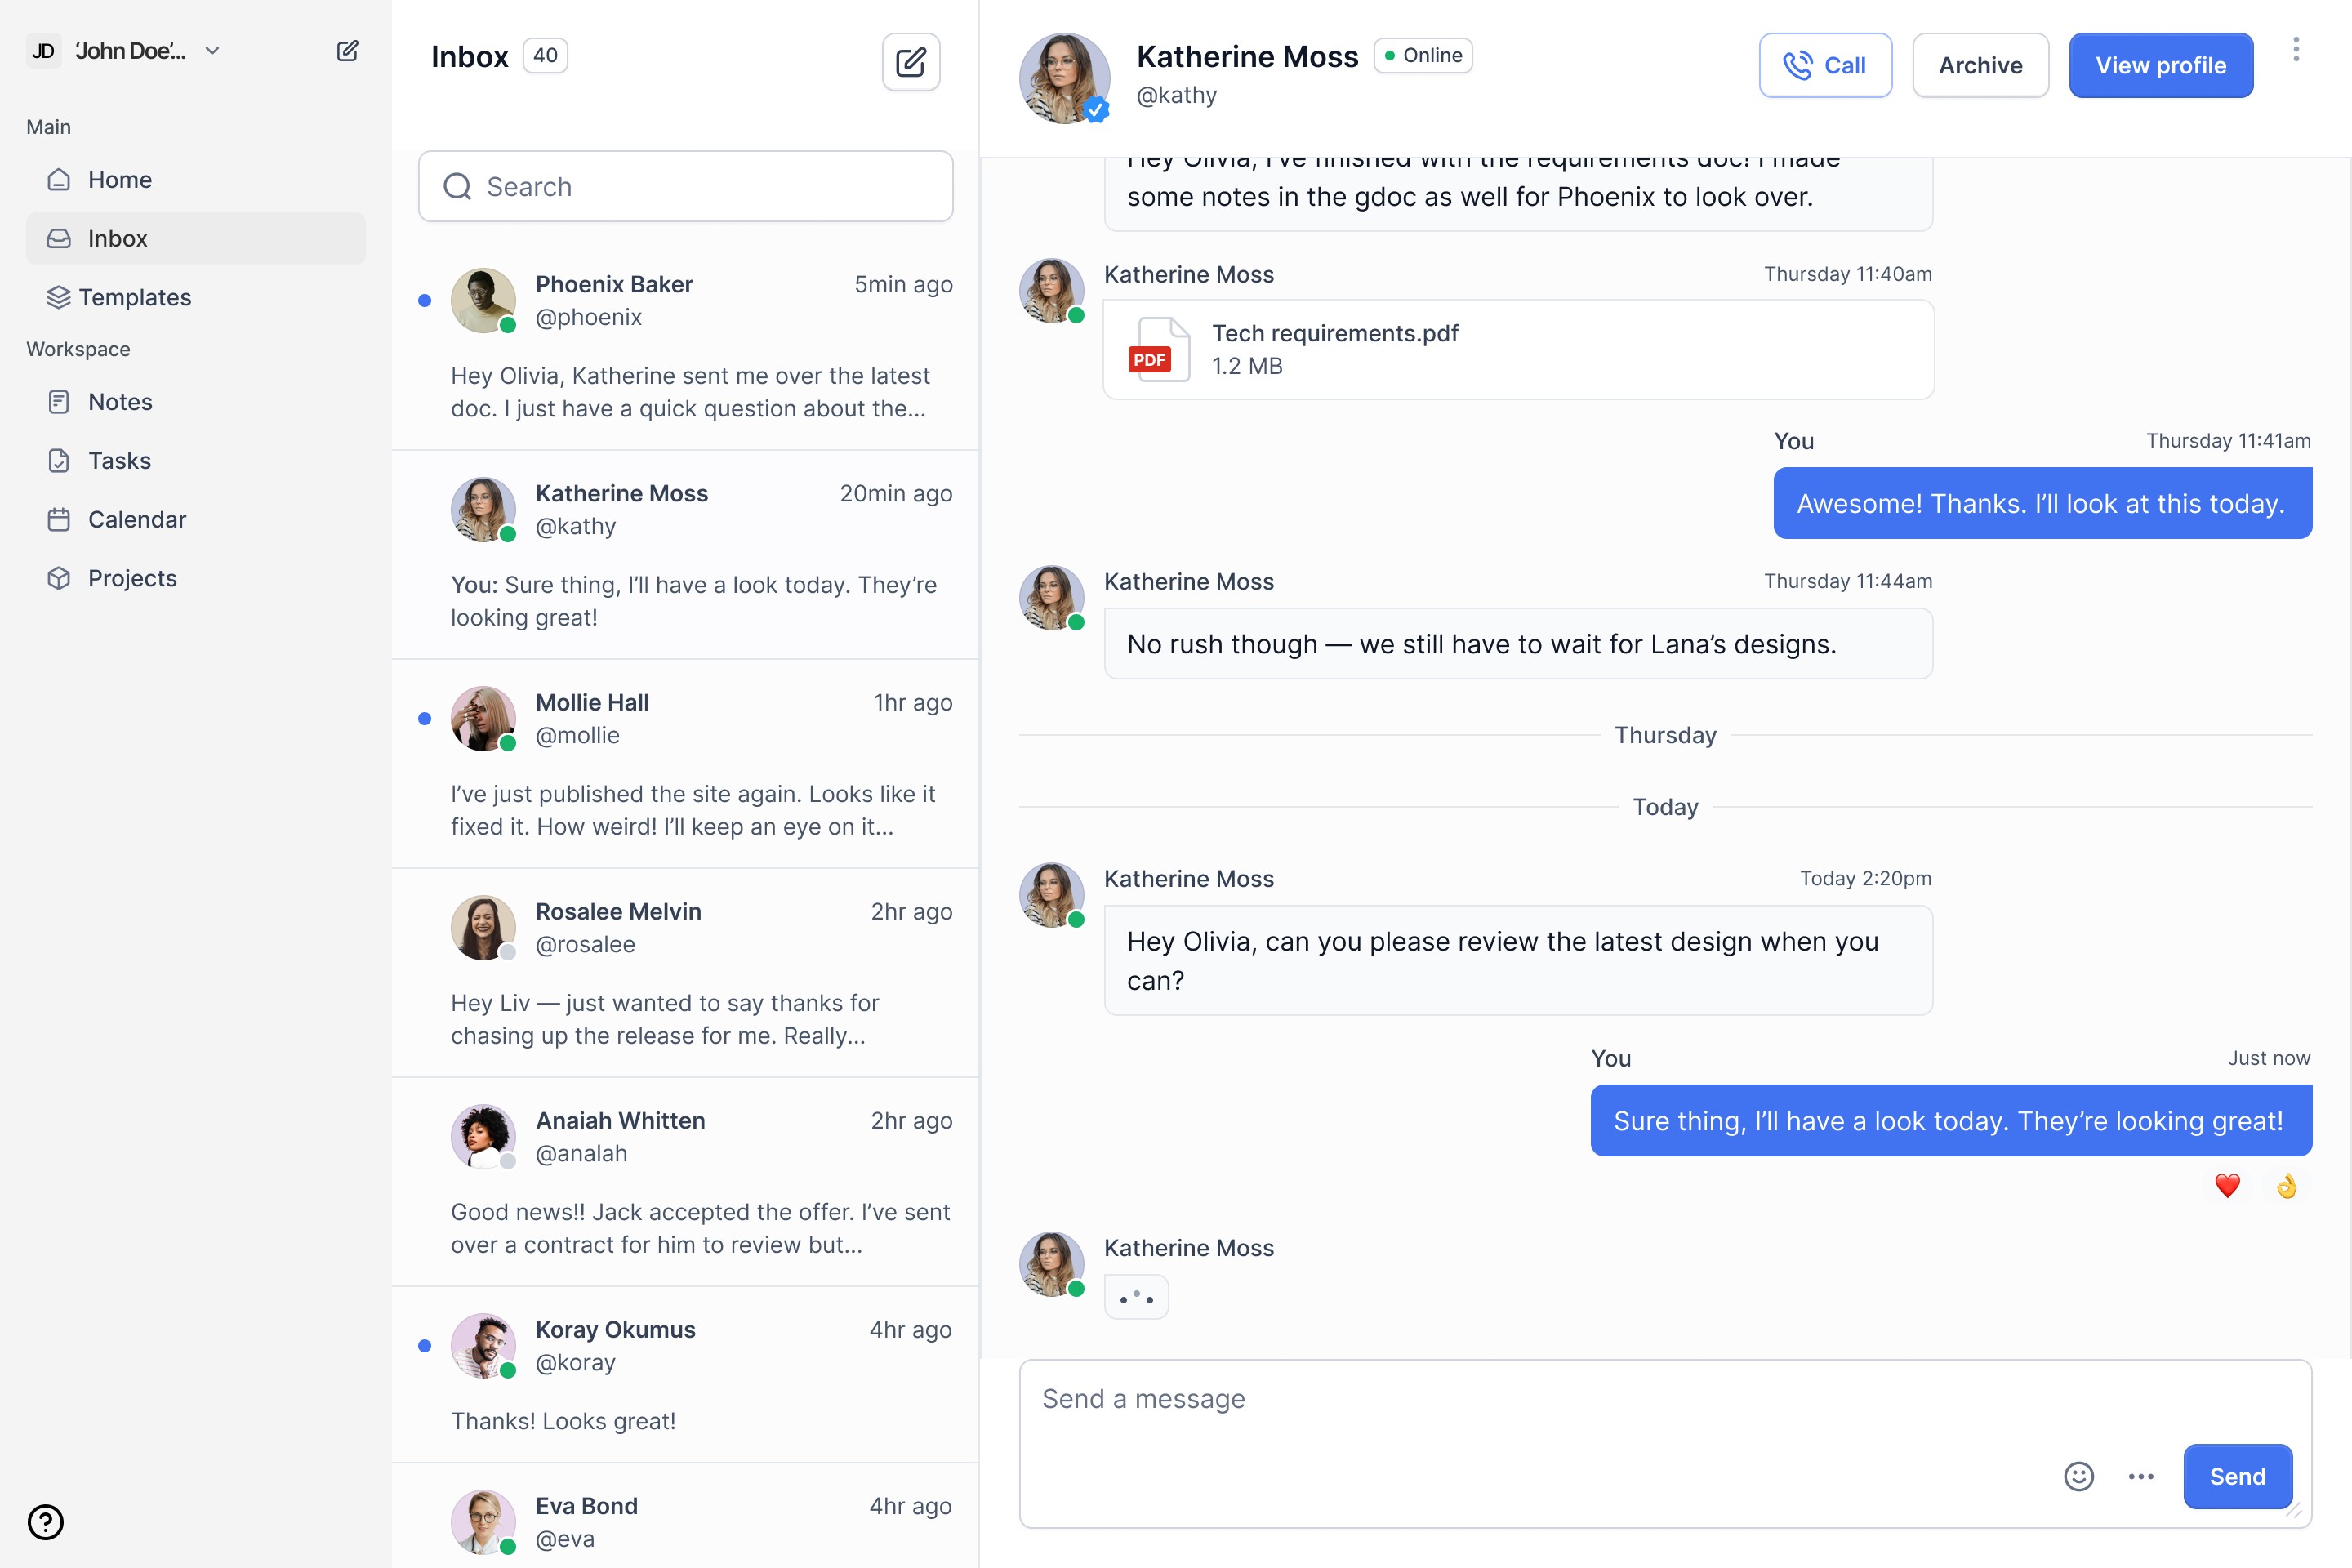 JD 'John Doe'...
Main
Home
Inbox
Templates
Workspace
Notes
Tasks
Calendar
Projects
Inbox 40
Search
Phoenix Baker 5min ago
@phoenix
Hey Olivia, Katherine sent me over the latest
doc. I just have a quick question about the...
Katherine Moss 20min ago
@kathy
You: Sure thing, I’ll have a look today. They’re
looking great!
Mollie Hall 1hr ago
@mollie
I’ve just published the site again. Looks like it
fixed it. How weird! I’ll keep an eye on it...
Rosalee Melvin 2hr ago
@rosalee
Hey Liv — just wanted to say thanks for
chasing up the release for me. Really...
Anaiah Whitten 2hr ago
@analah
Good news!! Jack accepted the offer. I’ve sent
over a contract for him to review but...
Koray Okumus 4hr ago
@koray
Thanks! Looks great!
Eva Bond 4hr ago
@eva
Katherine Moss Online
@kathy
Call
Archive
View profile
Hey Olivia, I’ve finished with the requirements doc! I made
some notes in the gdoc as well for Phoenix to look over.
Katherine Moss Thursday 11:40am
PDF
Tech requirements.pdf
1.2 MB
You Thursday 11:41am
Awesome! Thanks. I’ll look at this today.
Katherine Moss Thursday 11:44am
No rush though — we still have to wait for Lana’s designs.
Thursday
Today
Katherine Moss Today 2:20pm
Hey Olivia, can you please review the latest design when you
can?
You Just now
Sure thing, I’ll have a look today. They’re looking great!
Katherine Moss
Send a message
Send